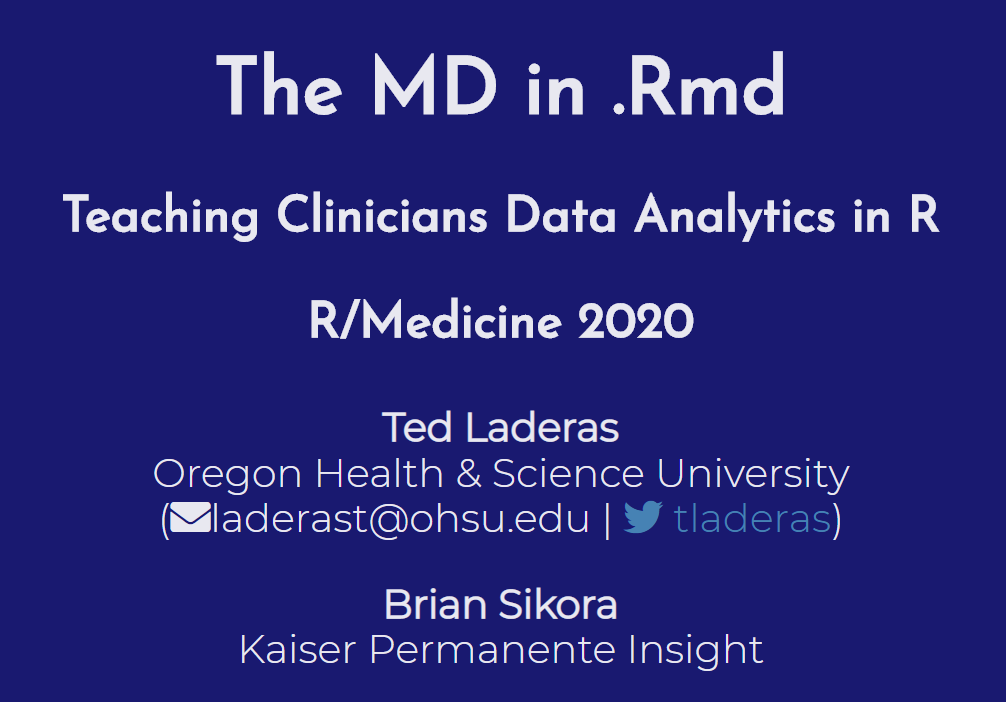 The MD in .Rmd
Teaching Clinicians Data Analytics in R
R/Medicine 2020
Ted Laderas
Oregon Health & Science University
(laderast@ohsu.edu | tladeras)
Brian Sikora
Kaiser Permanente Insight